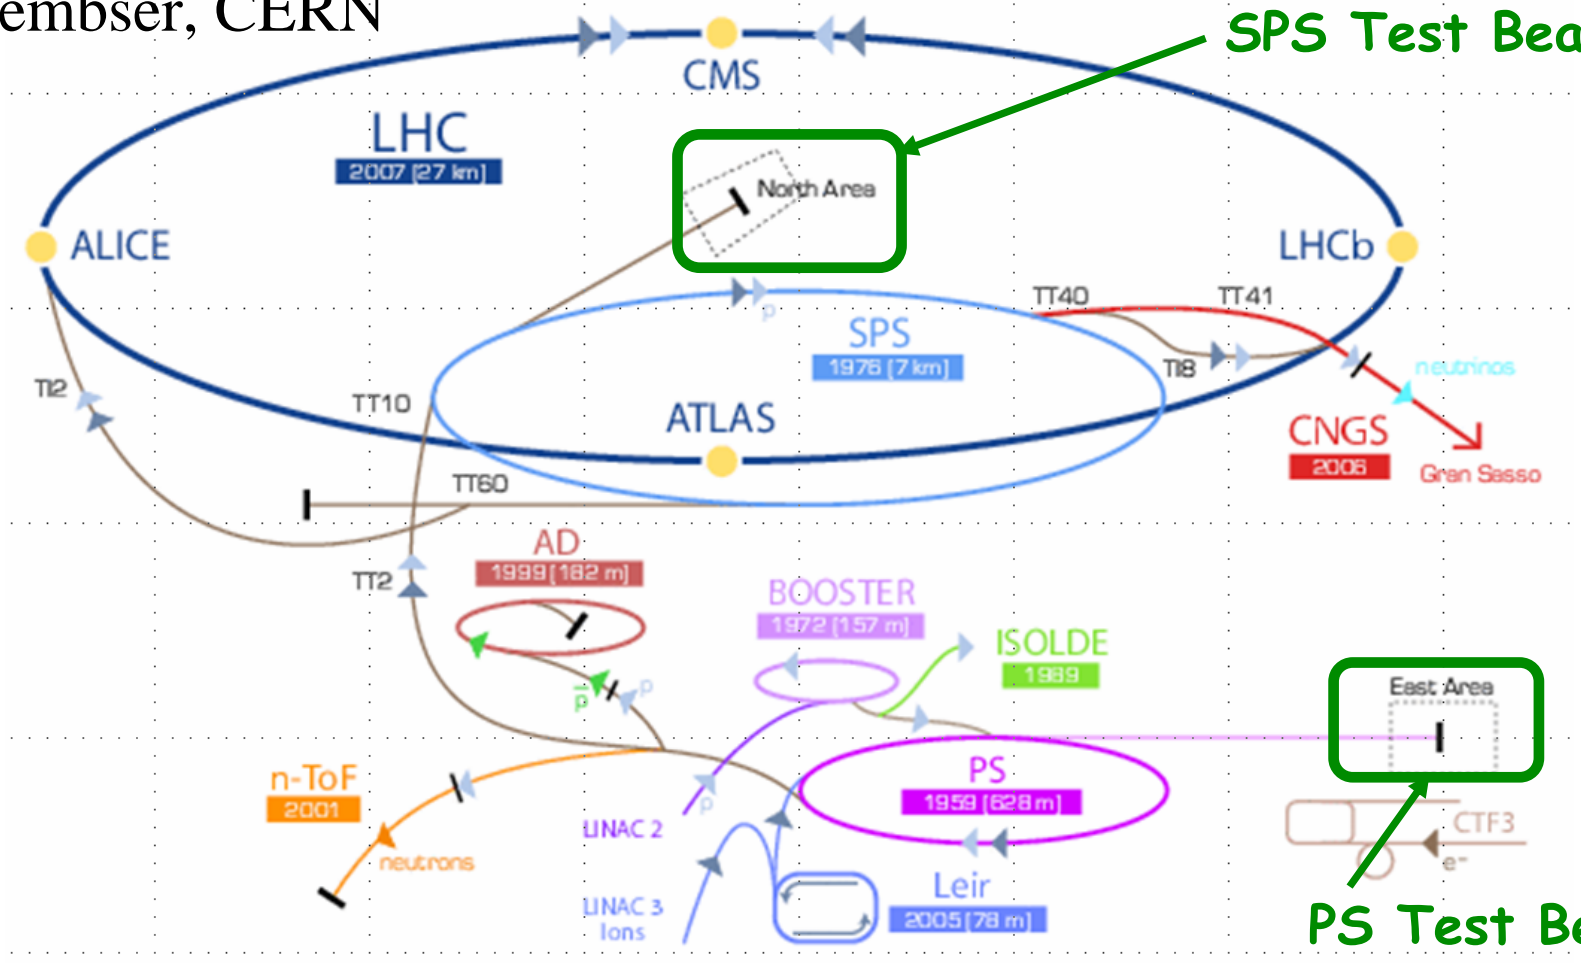 embser, CERN
SPS Test Bea
CMS
LHC
2007 [27 km]
North Area
ALICE
LHCb
TT40
TT41
p
SPS
1976 [7 km]
TI8
neutrinos
TI2
TT10
ATLAS
CNGS
2006
Gran Sasso
TT60
AD
1999 [182 m]
TT2
BOOSTER
1972 [157 m]
ISOLDE
1989
East Area
p
p̅
n-ToF
2001
PS
1959 [628 m]
p
LINAC 2
CTF3
neutrons
e-
Leir
2005 [78 m]
LINAC 3
Ions
PS Test Be